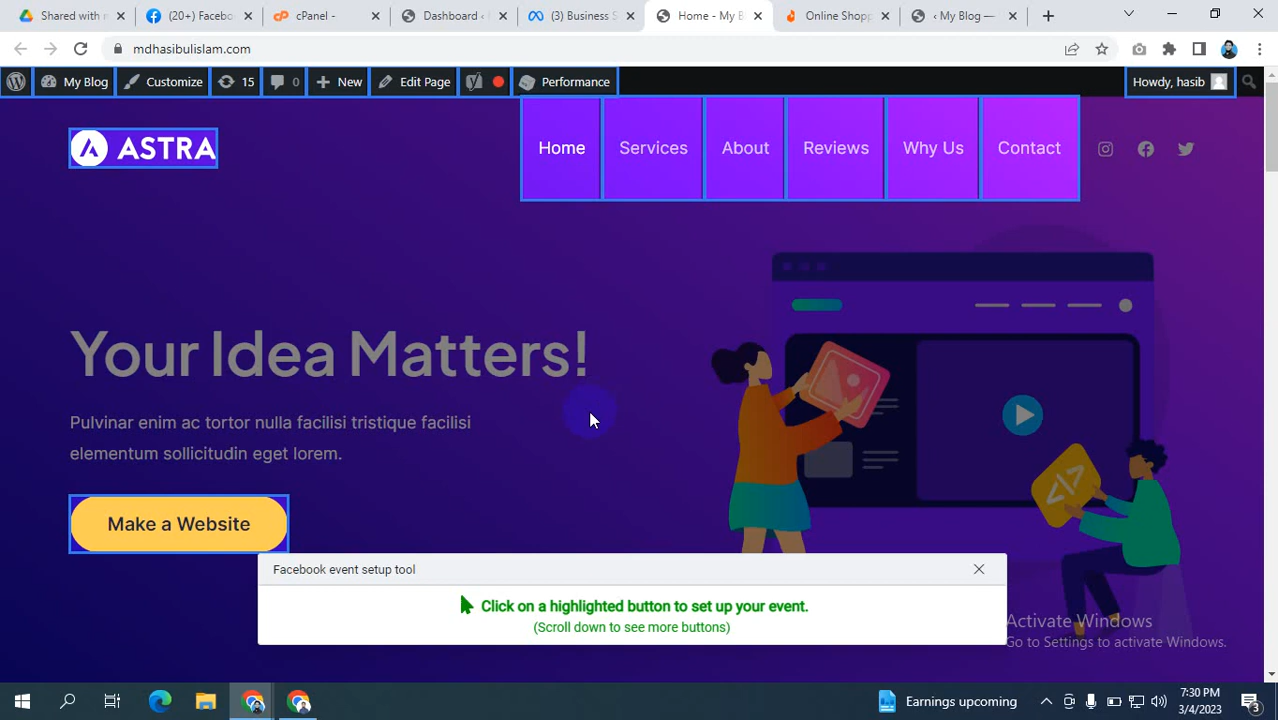 Shared with m
(20+) Facebo
cPanel -
Dashboard ‹
(3) Business S
Home - My B
Online Shopp
‹ My Blog —
mdhasibulislam.com
My Blog
Customize
15
0
New
Edit Page
Performance
Howdy, hasib
ASTRA
Home
Services
About
Reviews
Why Us
Contact
Your Idea Matters!
Pulvinar enim ac tortor nulla facilisi tristique facilisi
elementum sollicitudin eget lorem.
Make a Website
Facebook event setup tool
Click on a highlighted button to set up your event.
(Scroll down to see more buttons)
Activate Windows
Go to Settings to activate Windows.
Earnings upcoming
7:30 PM
3/4/2023
3